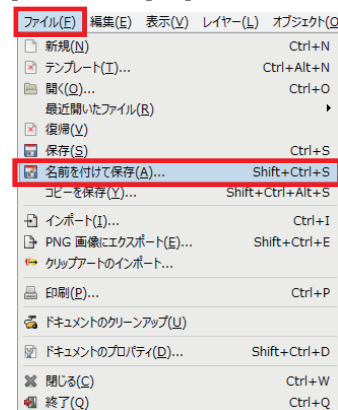 ファイル(F) 編集(E) 表示(V) レイヤー(L) オブジェクト(O
新規(N) Ctrl+N
テンプレート(T)... Ctrl+Alt+N
開く(O)... Ctrl+O
最近開いたファイル(R)
復帰(V)
保存(S) Ctrl+S
名前を付けて保存(A)... Shift+Ctrl+S
コピーを保存(Y)... Shift+Ctrl+Alt+S
インポート(I)... Ctrl+I
PNG 画像にエクスポート(E)... Shift+Ctrl+E
クリップアートのインポート...
印刷(P)... Ctrl+P
ドキュメントのクリーンアップ(U)
ドキュメントのプロパティ(D)... Shift+Ctrl+D
閉じる(C) Ctrl+W
終了(Q) Ctrl+Q